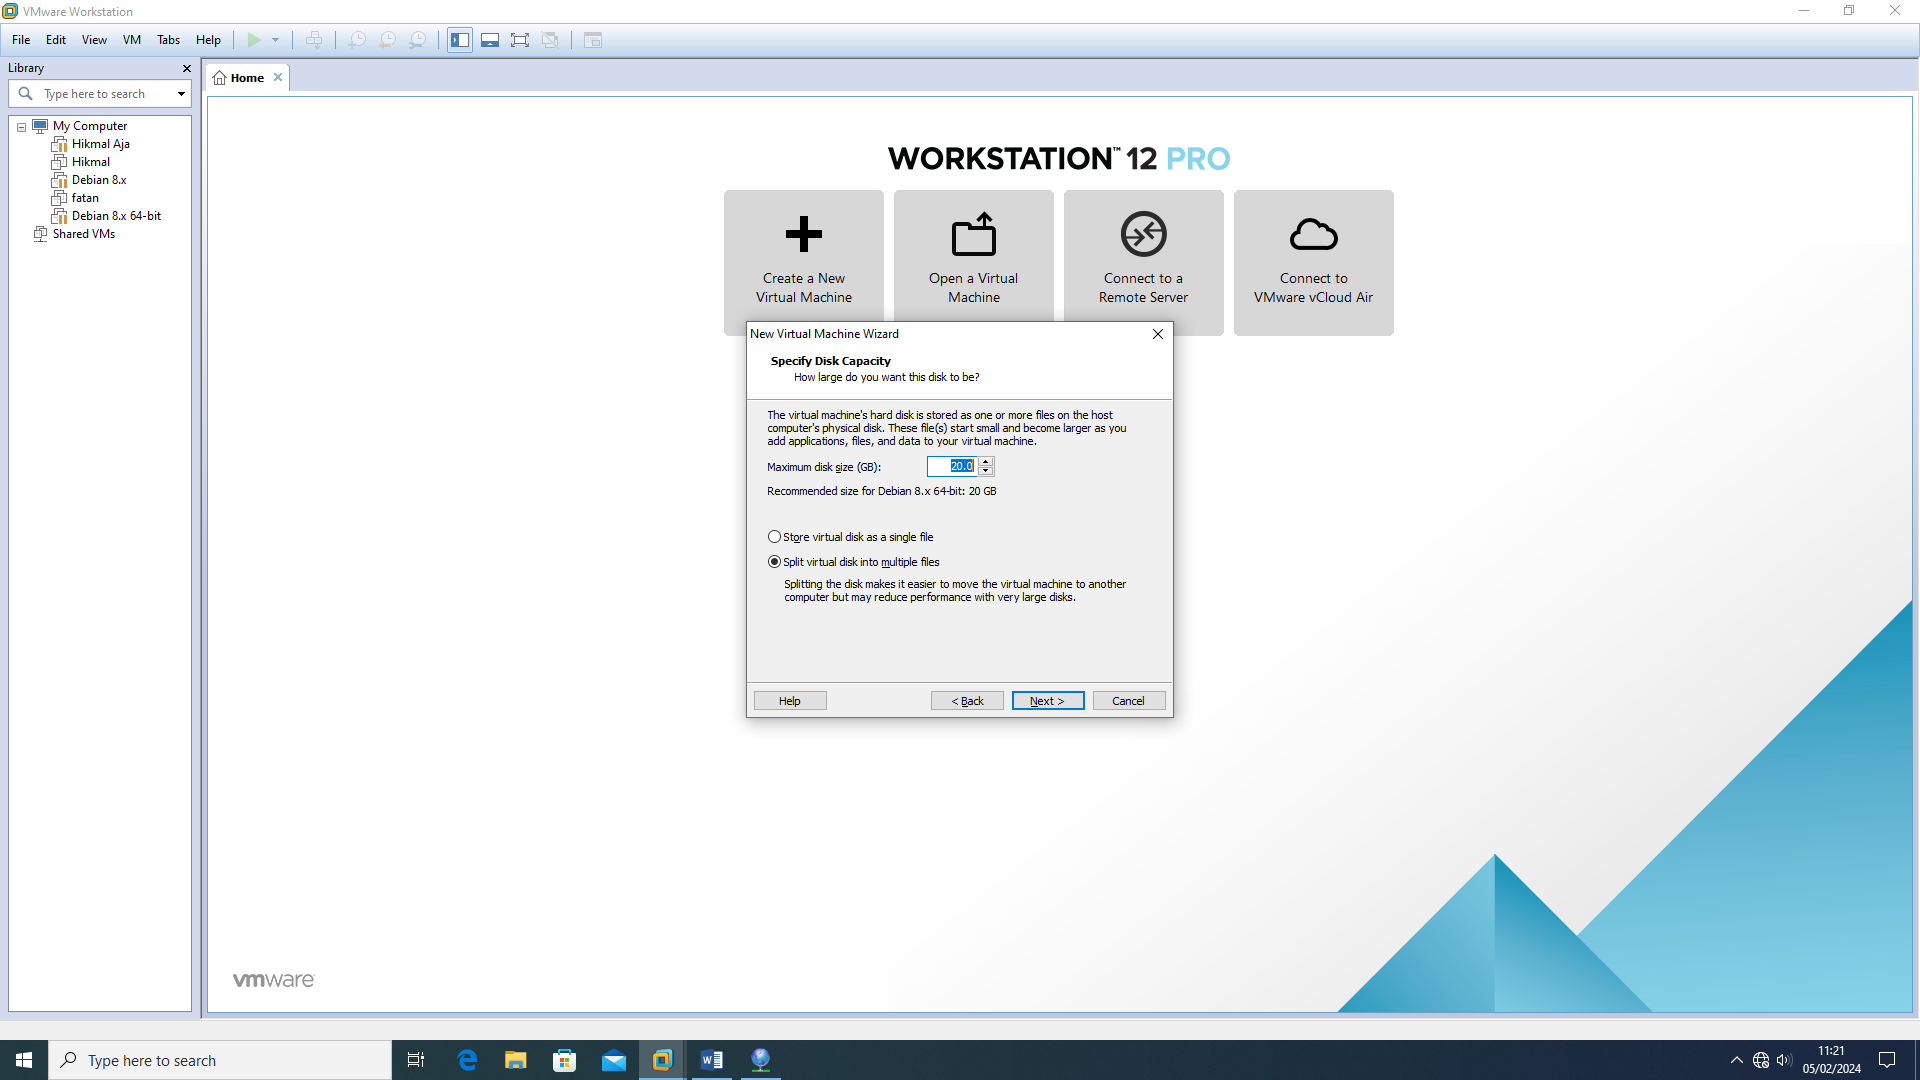 VMware Workstation
File Edit View VM Tabs Help
Library
Type here to search
My Computer
Hikmal Aja
Hikmal
Debian 8.x
fatan
Debian 8.x 64-bit
Shared VMs
Home
WORKSTATION™ 12 PRO
Create a New
Virtual Machine
Open a Virtual
Machine
Connect to a
Remote Server
Connect to
VMware vCloud Air
New Virtual Machine Wizard
Specify Disk Capacity
How large do you want this disk to be?
The virtual machine's hard disk is stored as one or more files on the host
computer's physical disk. These file(s) start small and become larger as you
add applications, files, and data to your virtual machine.
Maximum disk size (GB): 20.0
Recommended size for Debian 8.x 64-bit: 20 GB
Store virtual disk as a single file
Split virtual disk into multiple files
Splitting the disk makes it easier to move the virtual machine to another
computer but may reduce performance with very large disks.
Help < Back Next > Cancel
vmware
Type here to search
11:21
05/02/2024